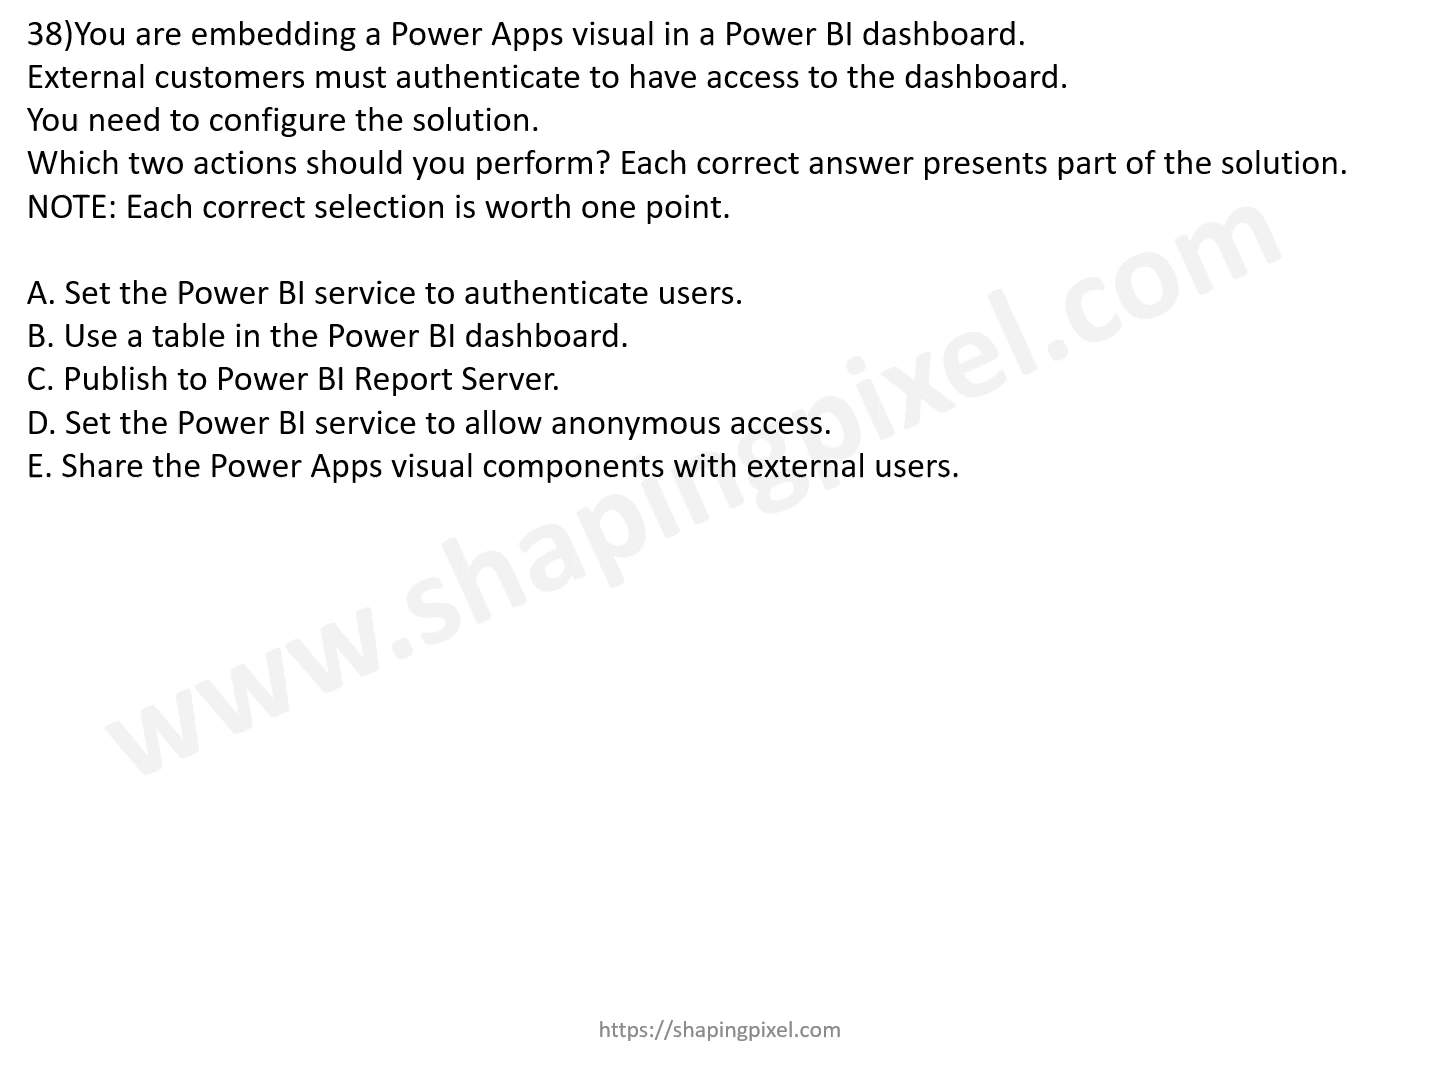 38)You are embedding a Power Apps visual in a Power BI dashboard.
External customers must authenticate to have access to the dashboard.
You need to configure the solution.
Which two actions should you perform? Each correct answer presents part of the solution.
NOTE: Each correct selection is worth one point.
A. Set the Power BI service to authenticate users.
B. Use a table in the Power BI dashboard.
C. Publish to Power BI Report Server.
D. Set the Power BI service to allow anonymous access.
E. Share the Power Apps visual components with external users.
www.shapingpixel.com
https://shapingpixel.com